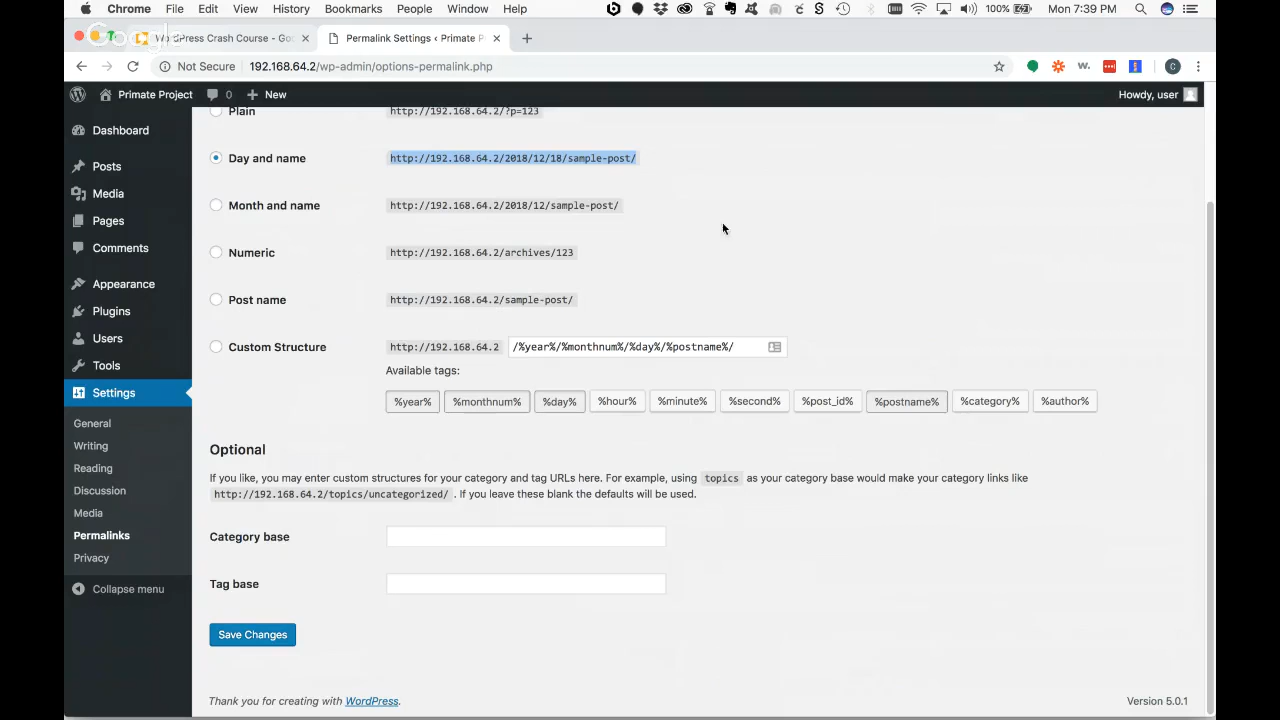 Chrome File Edit View History Bookmarks People Window Help 100% Mon 7:39 PM
Google
WordPress Crash Course - Go
Permalink Settings ‹ Primate P
Not Secure 192.168.64.2/wp-admin/options-permalink.php
Primate Project 0 New Howdy, user
Dashboard
Posts
Media
Pages
Comments
Appearance
Plugins
Users
Tools
Settings
General
Writing
Reading
Discussion
Media
Permalinks
Privacy
Collapse menu
Plain http://192.168.64.2/?p=123
Day and name http://192.168.64.2/2018/12/18/sample-post/
Month and name http://192.168.64.2/2018/12/sample-post/
Numeric http://192.168.64.2/archives/123
Post name http://192.168.64.2/sample-post/
Custom Structure http://192.168.64.2 /%year%/%monthnum%/%day%/%postname%/
Available tags:
%year% %monthnum% %day% %hour% %minute% %second% %post_id% %postname% %category% %author%
Optional
If you like, you may enter custom structures for your category and tag URLs here. For example, using topics as your category base would make your category links like
http://192.168.64.2/topics/uncategorized/ . If you leave these blank the defaults will be used.
Category base
Tag base
Save Changes
Thank you for creating with WordPress. Version 5.0.1